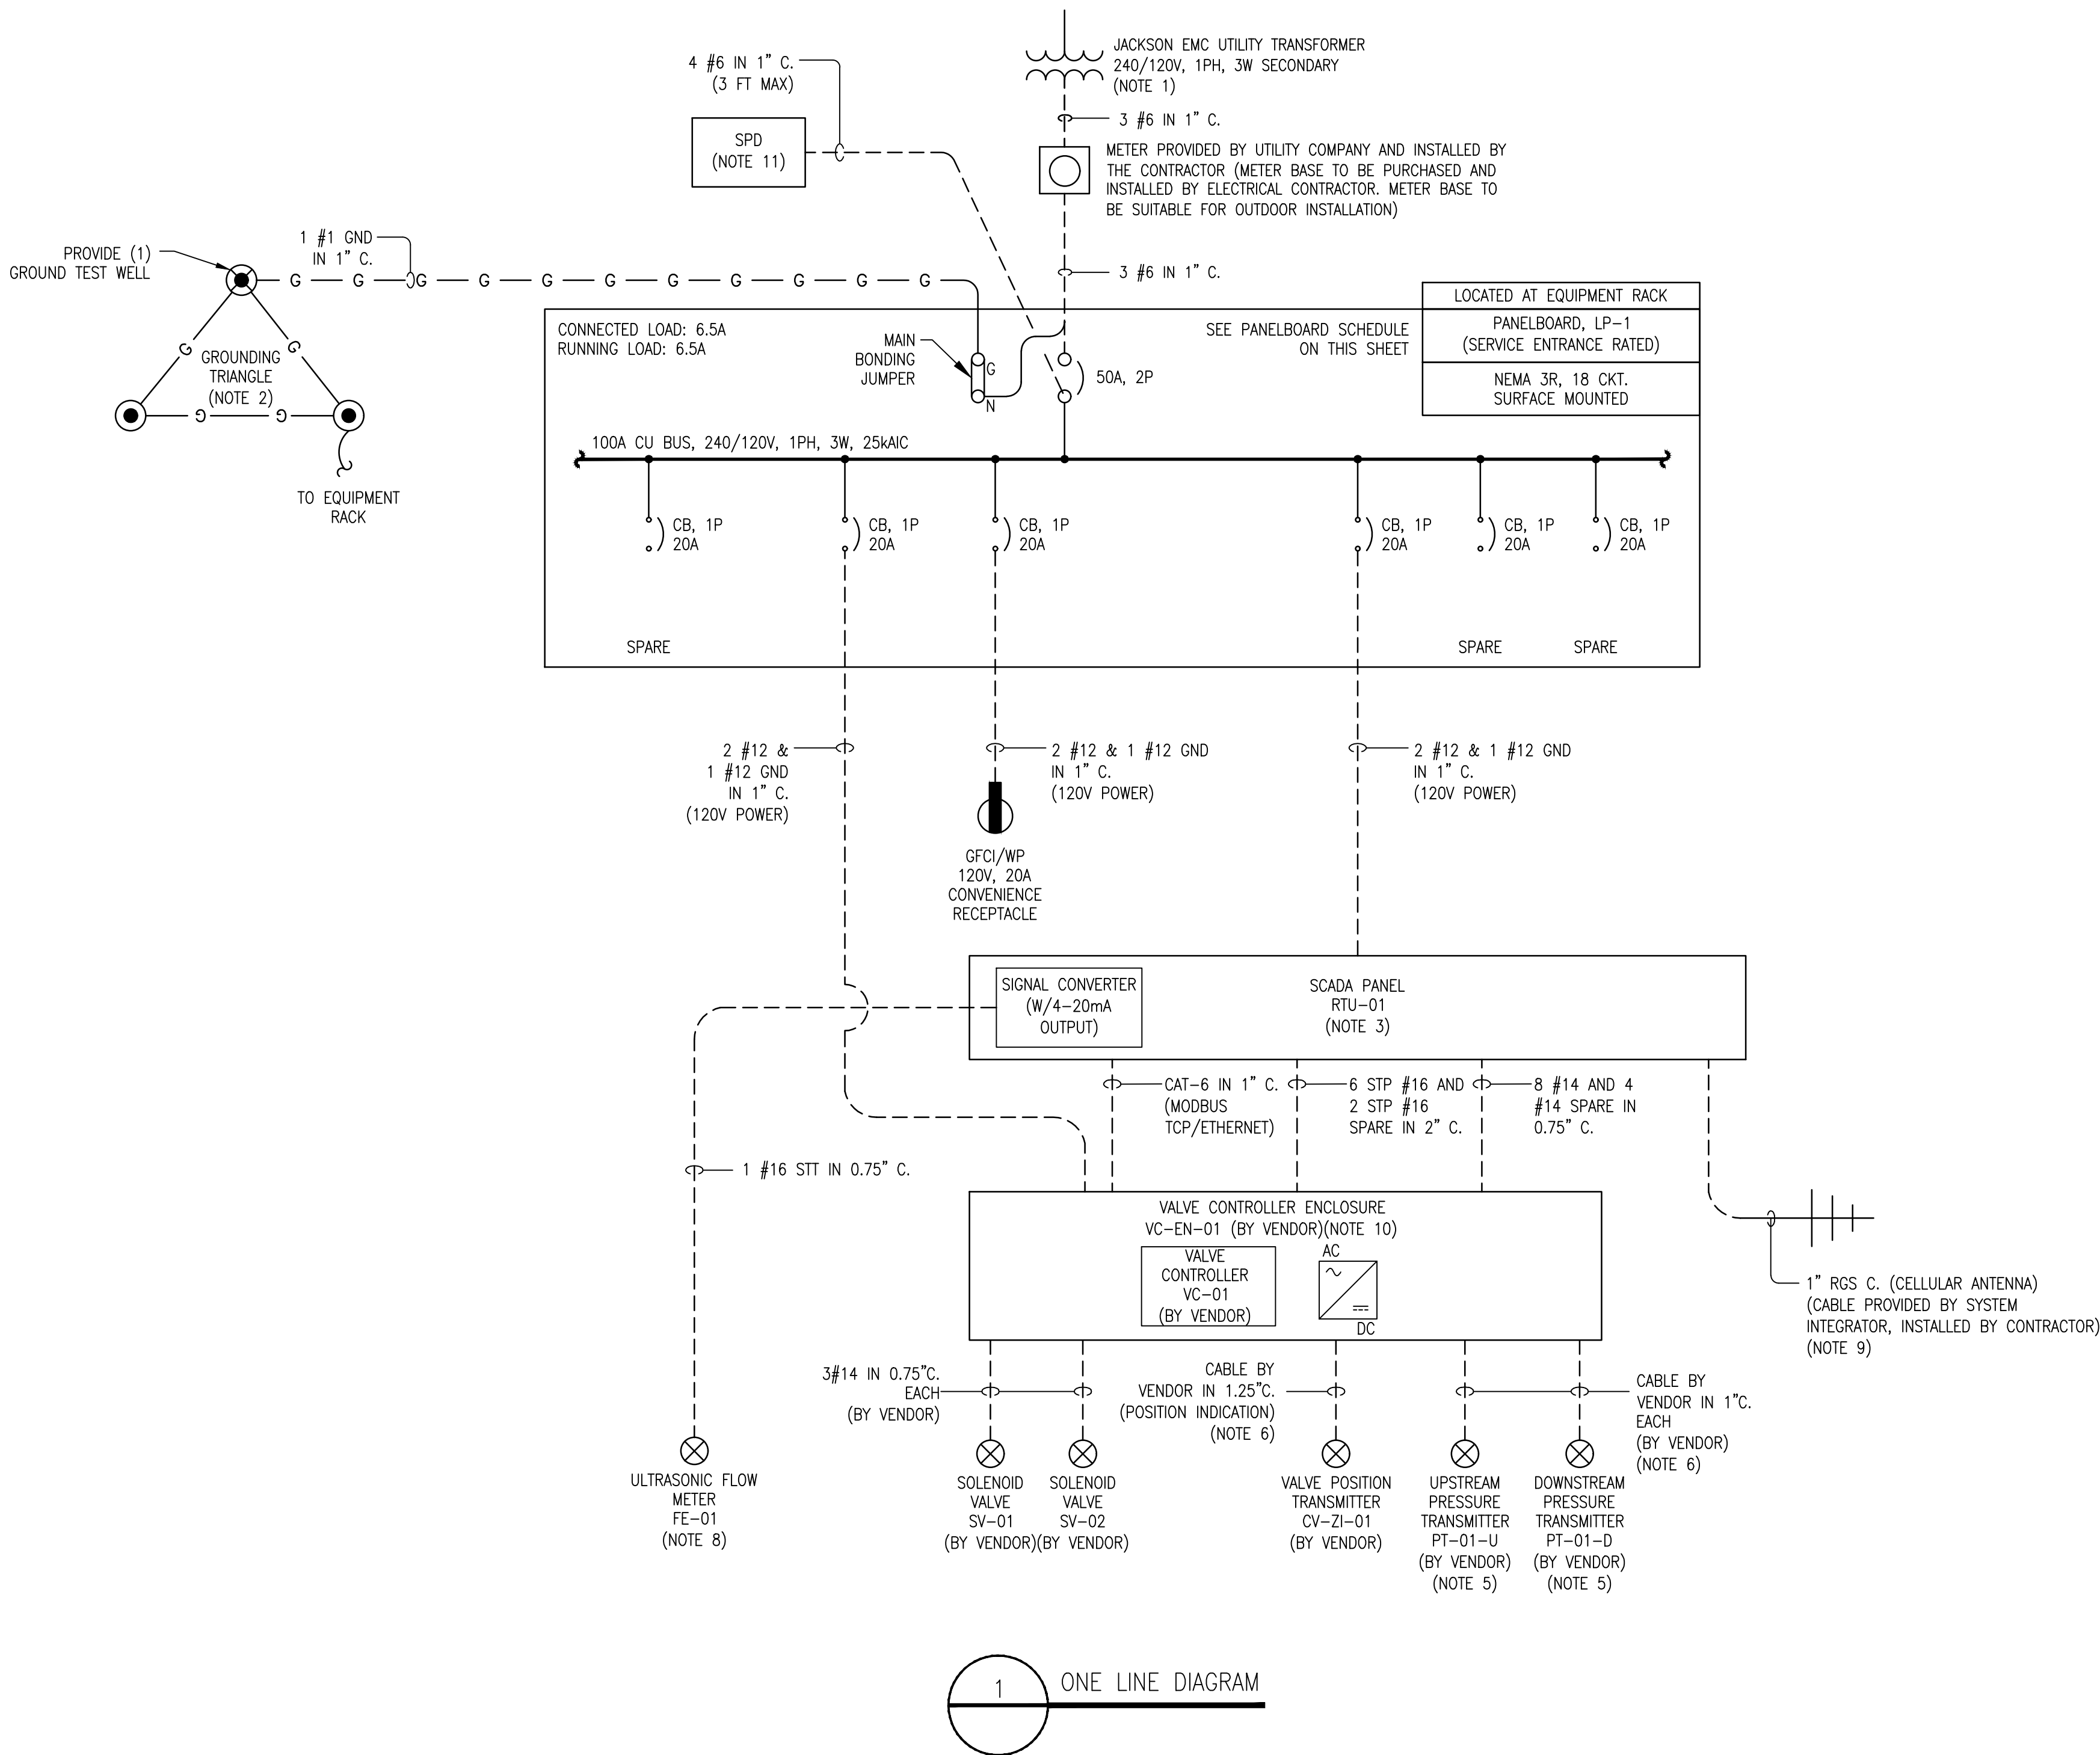 4 #6 IN 1" C.
(3 FT MAX)
JACKSON EMC UTILITY TRANSFORMER
240/120V, 1PH, 3W SECONDARY
(NOTE 1)
3 #6 IN 1" C.
SPD
(NOTE 11)
METER PROVIDED BY UTILITY COMPANY AND INSTALLED BY
THE CONTRACTOR (METER BASE TO BE PURCHASED AND
INSTALLED BY ELECTRICAL CONTRACTOR. METER BASE TO
BE SUITABLE FOR OUTDOOR INSTALLATION)
PROVIDE (1)
GROUND TEST WELL
1 #1 GND
IN 1" C.
G G G G G G G G G G G
3 #6 IN 1" C.
G G
GROUNDING
TRIANGLE
(NOTE 2)
G G
TO EQUIPMENT
RACK
CONNECTED LOAD: 6.5A
RUNNING LOAD: 6.5A
MAIN
BONDING
JUMPER
G
N
50A, 2P
SEE PANELBOARD SCHEDULE
ON THIS SHEET
LOCATED AT EQUIPMENT RACK
PANELBOARD, LP-1
(SERVICE ENTRANCE RATED)
NEMA 3R, 18 CKT.
SURFACE MOUNTED
100A CU BUS, 240/120V, 1PH, 3W, 25kAIC
CB, 1P
20A
CB, 1P
20A
CB, 1P
20A
CB, 1P
20A
CB, 1P
20A
CB, 1P
20A
SPARE
SPARE
SPARE
2 #12 &
1 #12 GND
IN 1" C.
(120V POWER)
2 #12 & 1 #12 GND
IN 1" C.
(120V POWER)
2 #12 & 1 #12 GND
IN 1" C.
(120V POWER)
GFCI/WP
120V, 20A
CONVENIENCE
RECEPTACLE
SIGNAL CONVERTER
(W/4-20mA
OUTPUT)
SCADA PANEL
RTU-01
(NOTE 3)
CAT-6 IN 1" C.
(MODBUS
TCP/ETHERNET)
6 STP #16 AND
2 STP #16
SPARE IN 2" C.
8 #14 AND 4
#14 SPARE IN
0.75" C.
1 #16 STT IN 0.75" C.
VALVE CONTROLLER ENCLOSURE
VC-EN-01 (BY VENDOR)(NOTE 10)
VALVE
CONTROLLER
VC-01
(BY VENDOR)
AC
DC
1" RGS C. (CELLULAR ANTENNA)
(CABLE PROVIDED BY SYSTEM
INTEGRATOR, INSTALLED BY CONTRACTOR)
(NOTE 9)
3#14 IN 0.75"C.
EACH
(BY VENDOR)
CABLE BY
VENDOR IN 1.25"C.
(POSITION INDICATION)
(NOTE 6)
CABLE BY
VENDOR IN 1"C.
EACH
(BY VENDOR)
(NOTE 6)
ULTRASONIC FLOW
METER
FE-01
(NOTE 8)
SOLENOID
VALVE
SV-01
(BY VENDOR)
SOLENOID
VALVE
SV-02
(BY VENDOR)
VALVE POSITION
TRANSMITTER
CV-ZI-01
(BY VENDOR)
UPSTREAM
PRESSURE
TRANSMITTER
PT-01-U
(BY VENDOR)
(NOTE 5)
DOWNSTREAM
PRESSURE
TRANSMITTER
PT-01-D
(BY VENDOR)
(NOTE 5)
1
ONE LINE DIAGRAM